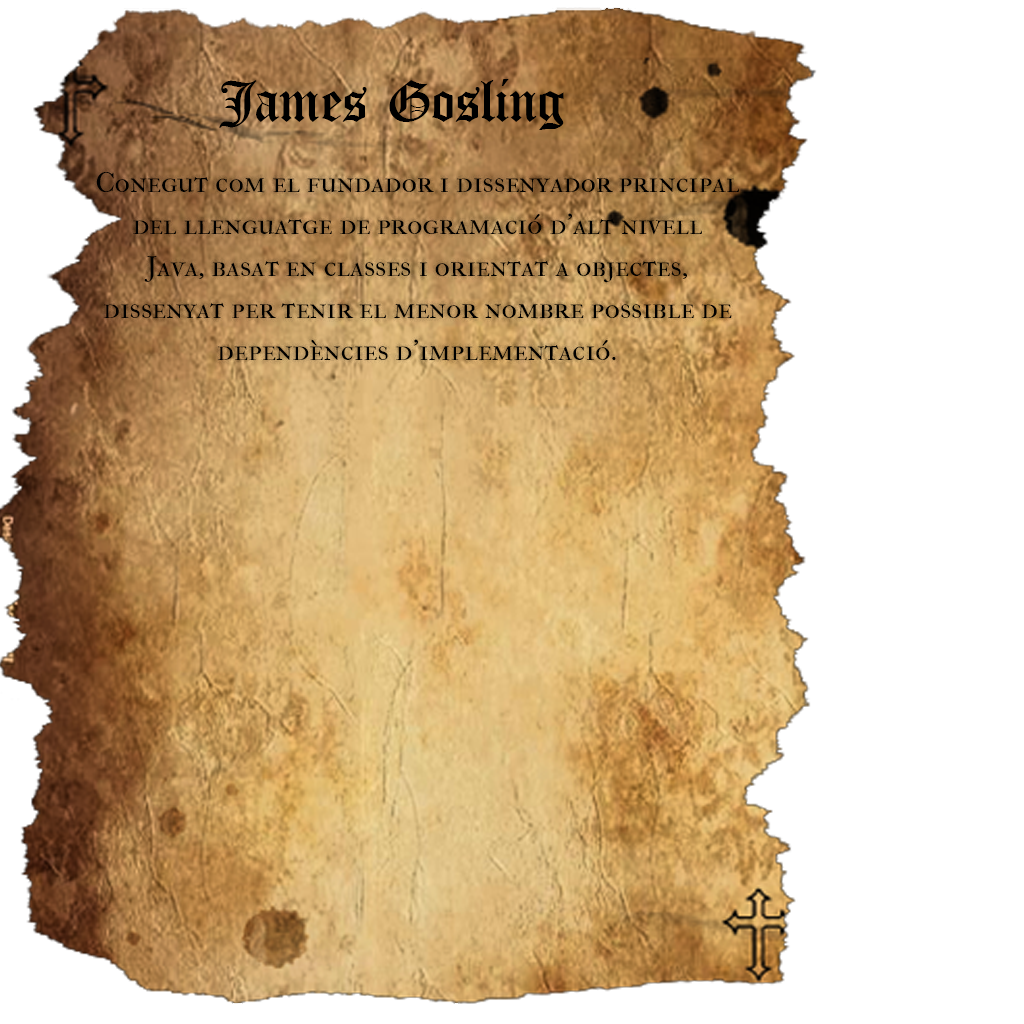 James Gosling
Conegut com el fundador i dissenyador principal
del llenguatge de programació d'alt nivell
Java, basat en classes i orientat a objectes,
dissenyat per tenir el menor nombre possible de
dependències d'implementació.